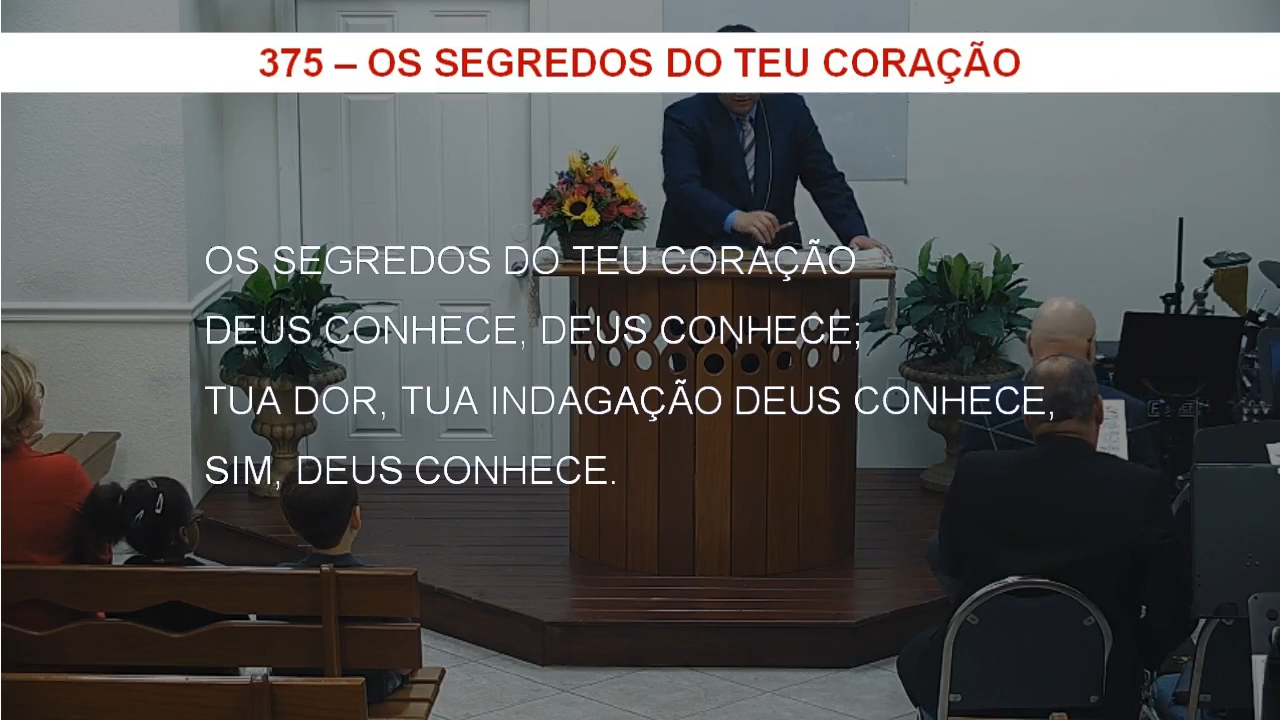 375 – OS SEGREDOS DO TEU CORAÇÃO
OS SEGREDOS DO TEU CORAÇÃO
DEUS CONHECE, DEUS CONHECE;
TUA DOR, TUA INDAGAÇÃO DEUS CONHECE,
SIM, DEUS CONHECE.